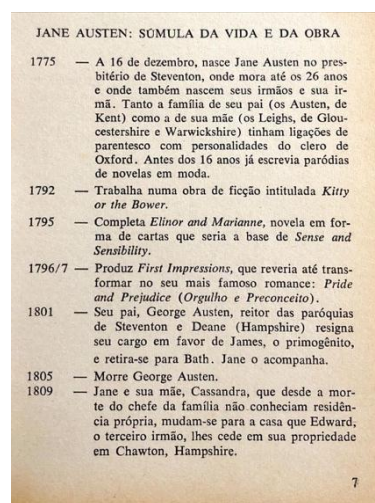 JANE AUSTEN: SÚMULA DA VIDA E DA OBRA
1775 — A 16 de dezembro, nasce Jane Austen no pres-
bitério de Steventon, onde mora até os 26 anos
e onde também nascem seus irmãos e sua ir-
mã. Tanto a família de seu pai (os Austen, de
Kent) como a de sua mãe (os Leighs, de Glou-
cestershire e Warwickshire) tinham ligações de
parentesco com personalidades do clero de
Oxford. Antes dos 16 anos já escrevia paródias
de novelas em moda.
1792 — Trabalha numa obra de ficção intitulada Kitty
or the Bower.
1795 — Completa Elinor and Marianne, novela em for-
ma de cartas que seria a base de Sense and
Sensibility.
1796/7 — Produz First Impressions, que reveria até trans-
formar no seu mais famoso romance: Pride
and Prejudice (Orgulho e Preconceito).
1801 — Seu pai, George Austen, reitor das paróquias
de Steventon e Deane (Hampshire) resigna
seu cargo em favor de James, o primogênito,
e retira-se para Bath. Jane o acompanha.
1805 — Morre George Austen.
1809 — Jane e sua mãe, Cassandra, que desde a mor-
te do chefe da família não conheciam residên-
cia própria, mudam-se para a casa que Edward,
o terceiro irmão, lhes cede em sua propriedade
em Chawton, Hampshire.
7